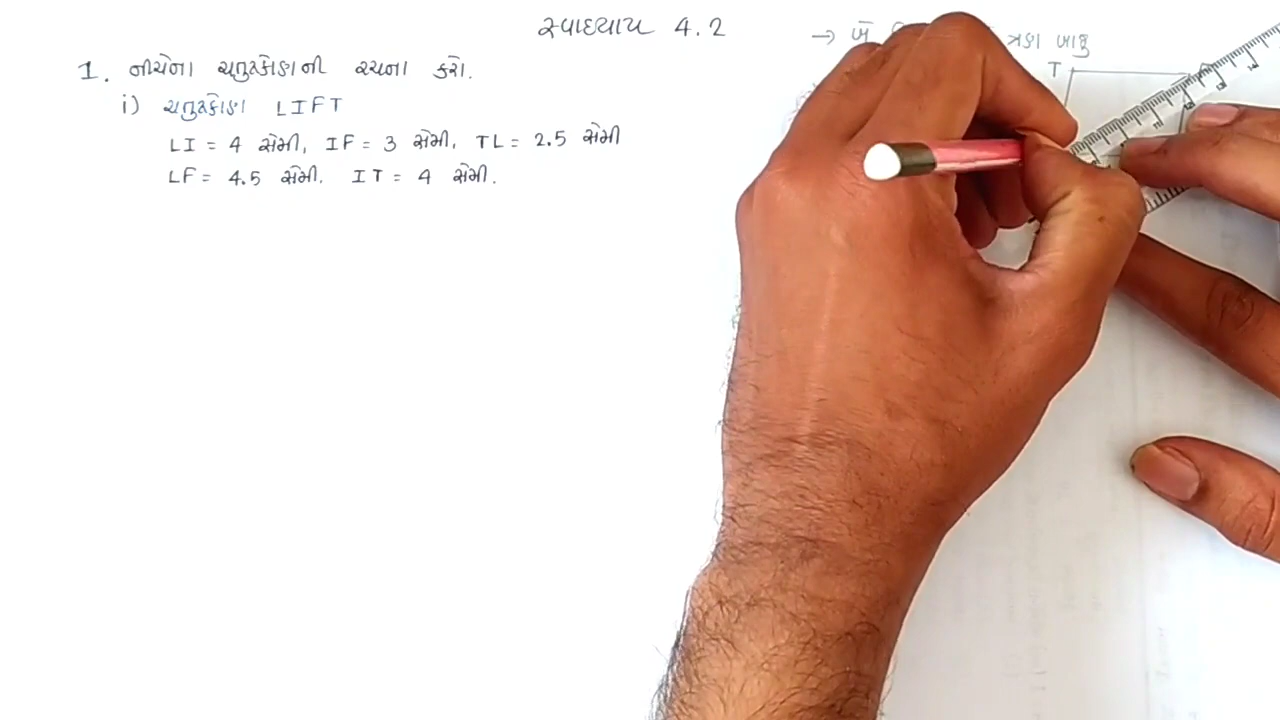 સ્વાધ્યાય 4.2
→ બે
ત્રણ બાજુ
1. નીચેના ચતુષ્કોણની રચના કરો.
i) ચતુષ્કોણ LIFT
LI = 4 સેમી, IF = 3 સેમી, TL = 2.5 સેમી
LF = 4.5 સેમી. IT = 4 સેમી.
T